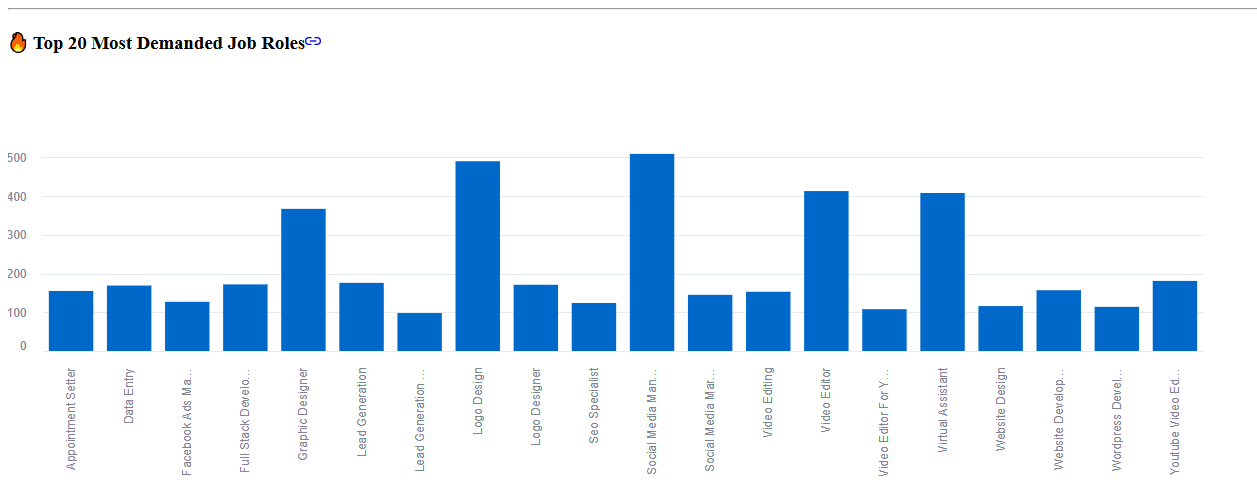 Top 20 Most Demanded Job Roles
500
400
300
200
100
0
Appointment Setter
Data Entry
Facebook Ads Ma...
Full Stack Develo...
Graphic Designer
Lead Generation
Lead Generation ...
Logo Design
Logo Designer
Seo Specialist
Social Media Man...
Social Media Mar...
Video Editing
Video Editor
Video Editor For Y...
Virtual Assistant
Website Design
Website Develop...
Wordpress Devel...
Youtube Video Ed...